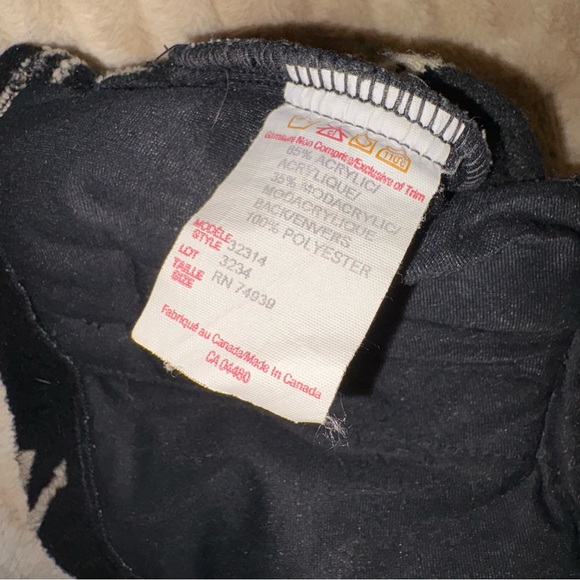 Garniture Non Comprise/Exclusive of Trim
65% ACRYLIC/
ACRYLIQUE/
35% MODACRYLIC/
MODACRYLIQUE
BACK/ENVERS
100% POLYESTER
MODÈLE
STYLE 32314
LOT 3234
TAILLE
SIZE RN 74939
Fabriqué au Canada/Made In Canada
CA 04480